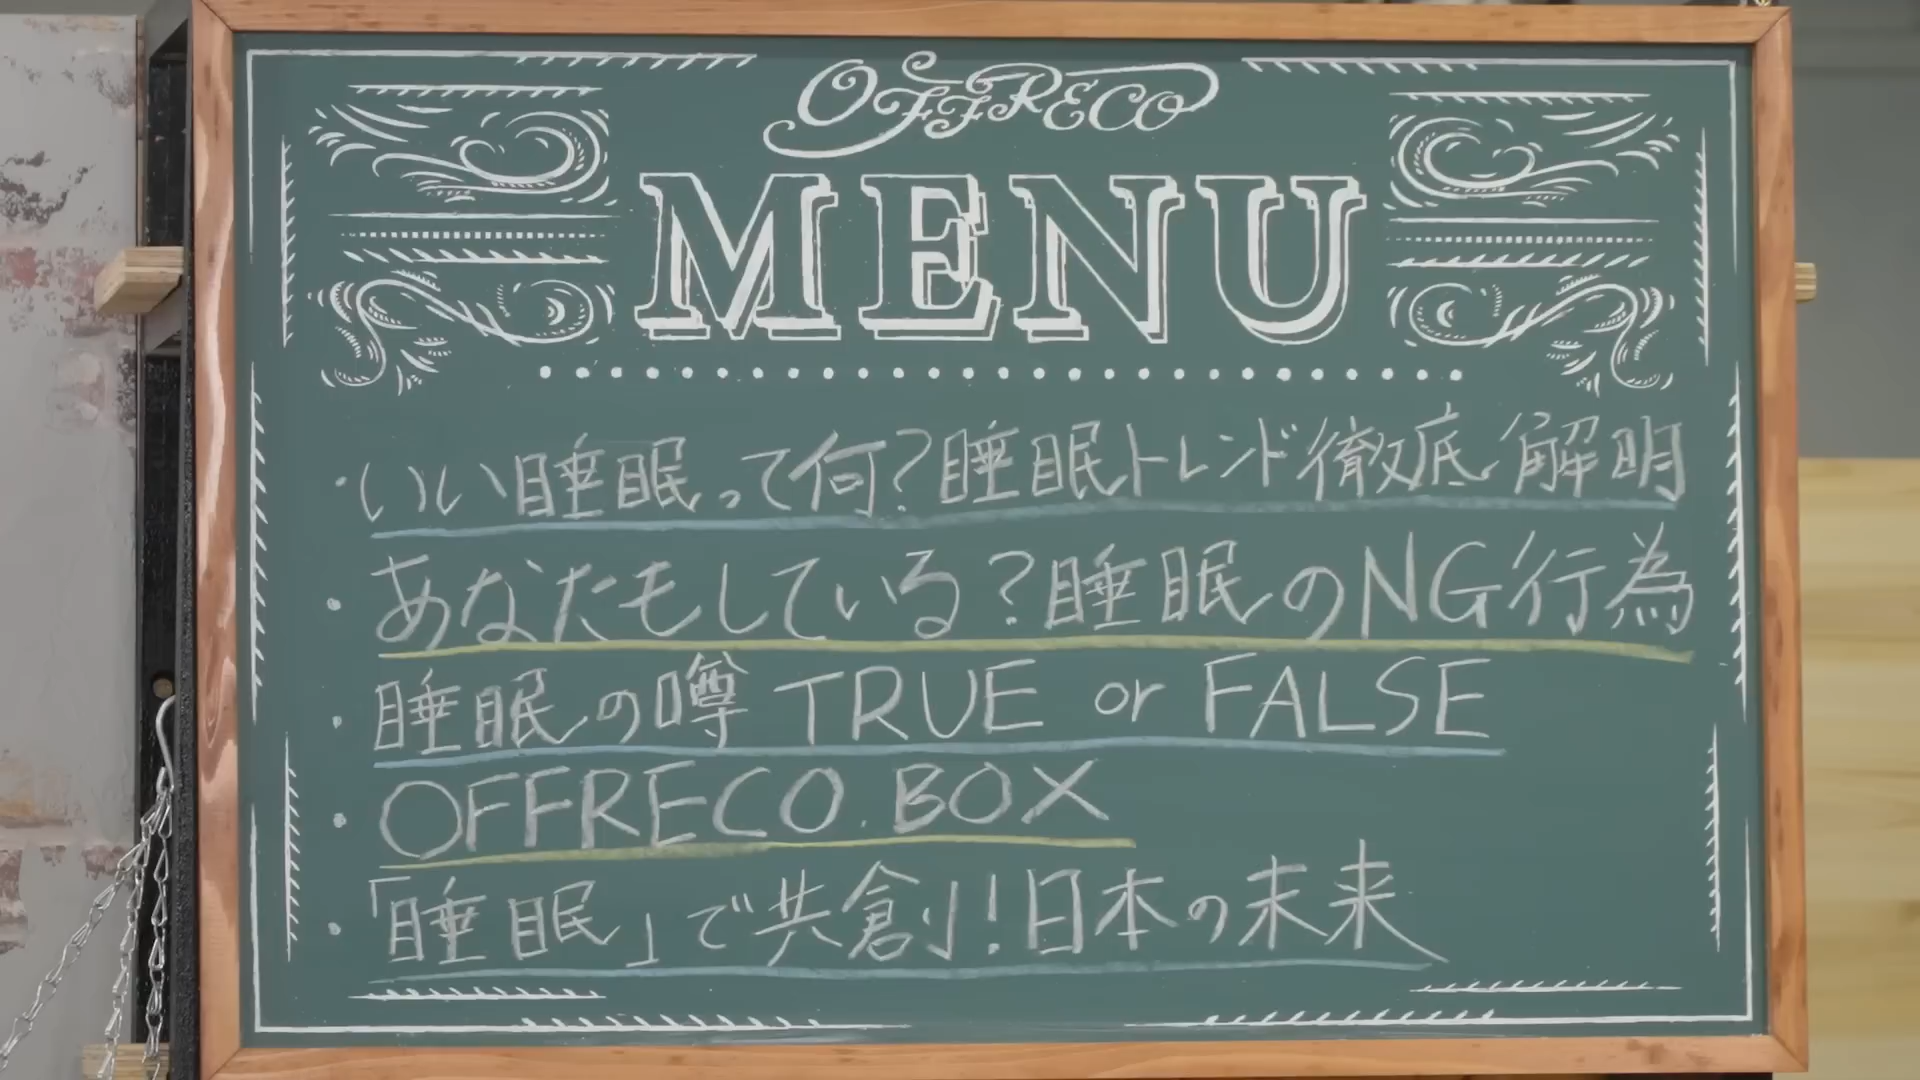 OFFRECO
MENU
・いい睡眠って何?睡眠トレンド徹底解明
・あなたもしている?睡眠のNG行為
・睡眠の噂 TRUE or FALSE
・OFFRECO.BOX
・「睡眠」で共創!日本の未来